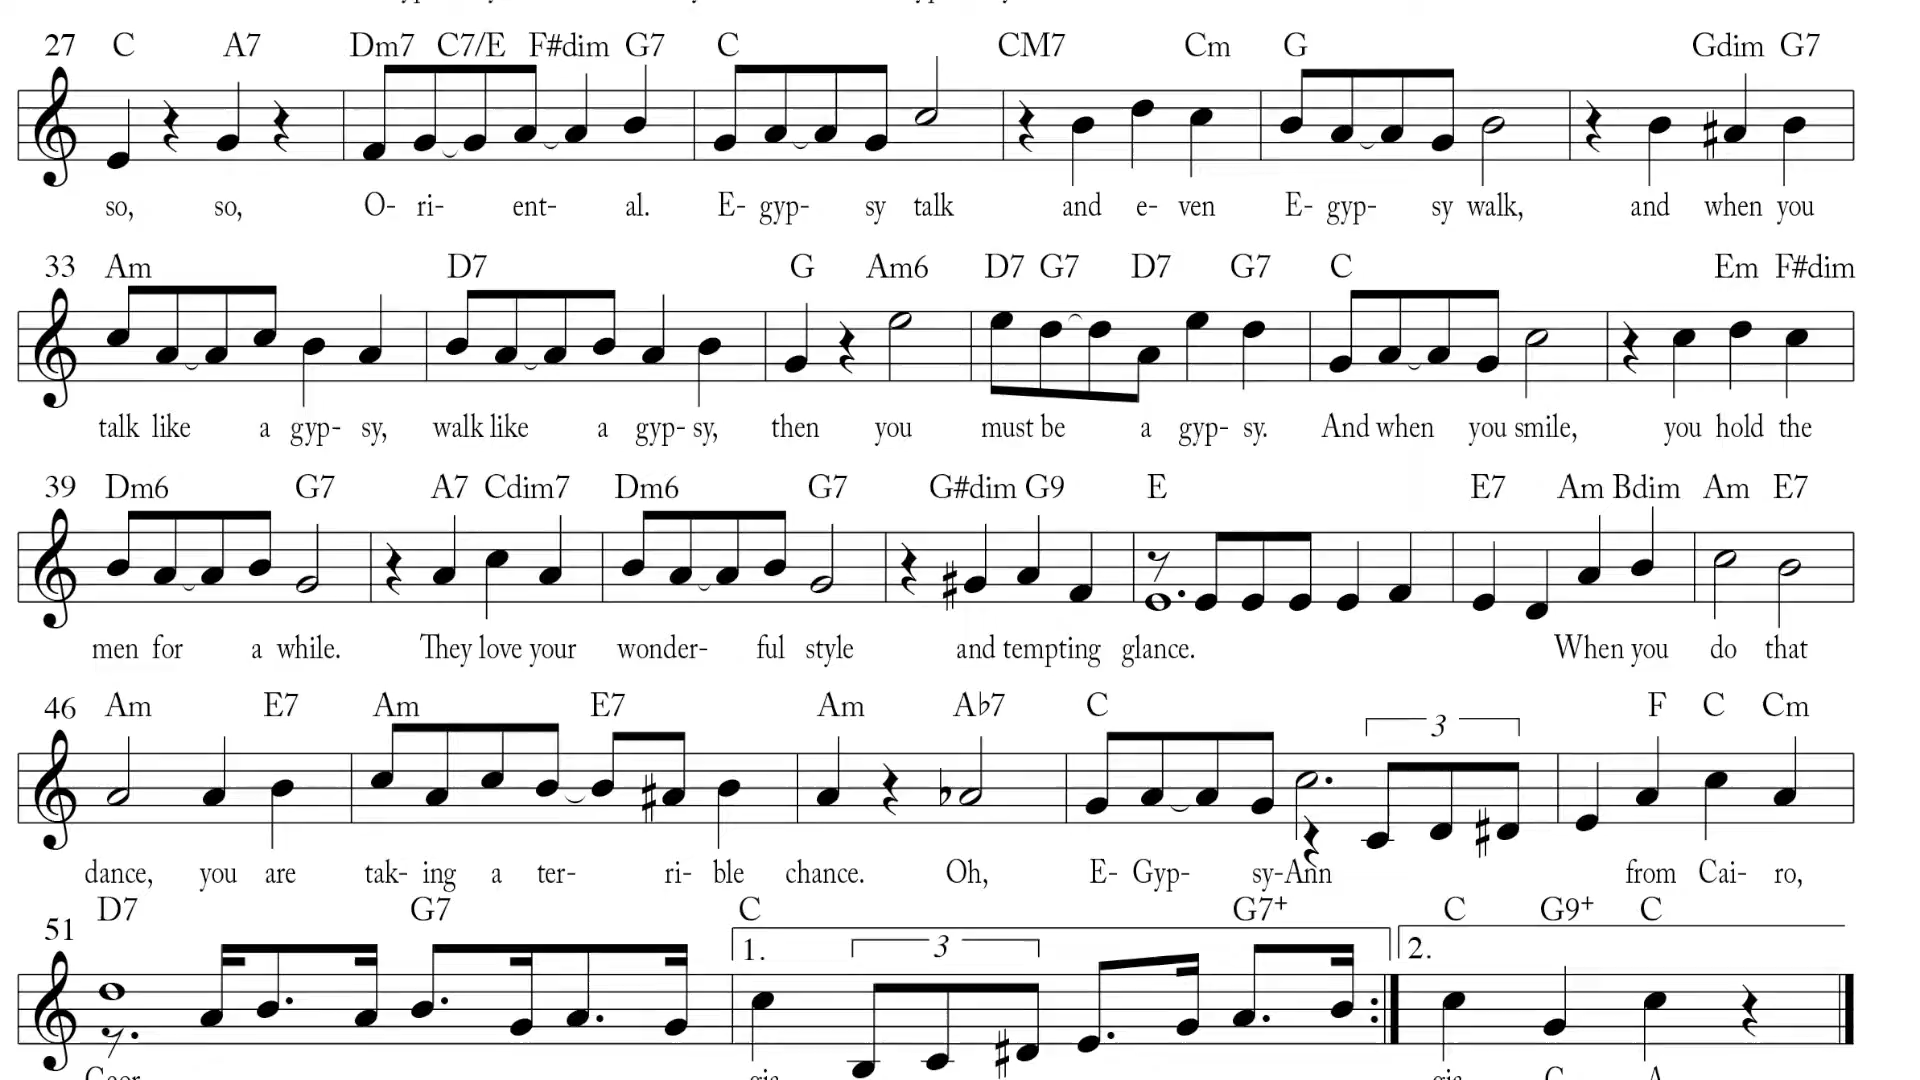 27 C A7 Dm7 C7/E F#dim G7 C CM7 Cm G Gdim G7
so, so, O- ri- ent- al. E- gyp- sy talk and e- ven E- gyp- sy walk, and when you
33 Am D7 G Am6 D7 G7 D7 G7 C Em F#dim
talk like a gyp- sy, walk like a gyp- sy, then you must be a gyp- sy. And when you smile, you hold the
39 Dm6 G7 A7 Cdim7 Dm6 G7 G#dim G9 E E7 Am Bdim Am E7
men for a while. They love your wonder- ful style and tempting glance. When you do that
46 Am E7 Am E7 Am A♭7 C 3 F C Cm
dance, you are tak- ing a ter- ri- ble chance. Oh, E- Gyp- sy-Ann from Cai- ro,
51 D7 G7 C G7+ C G9+ C
1. 3 2.